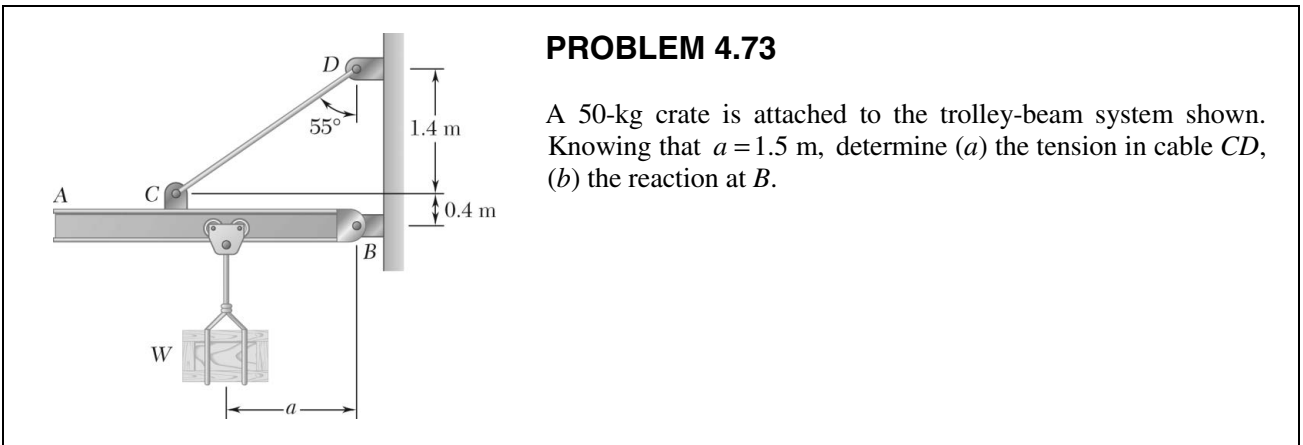 PROBLEM 4.73
A 50-kg crate is attached to the trolley-beam system shown.
Knowing that a = 1.5 m, determine (a) the tension in cable CD,
(b) the reaction at B.
D
55°
1.4 m
A
C
0.4 m
B
W
a